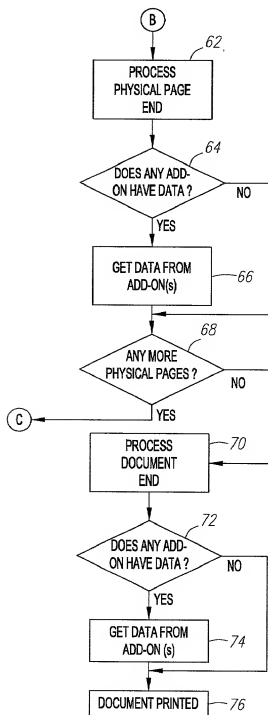 B
62
PROCESS
PHYSICAL PAGE
END
64
DOES ANY ADD-
ON HAVE DATA ?
NO
YES
GET DATA FROM
ADD-ON(s)
66
68
ANY MORE
PHYSICAL PAGES ?
NO
YES
C
PROCESS
DOCUMENT
END
70
72
DOES ANY ADD-
ON HAVE DATA ?
NO
YES
GET DATA FROM
ADD-ON (s)
74
DOCUMENT PRINTED
76